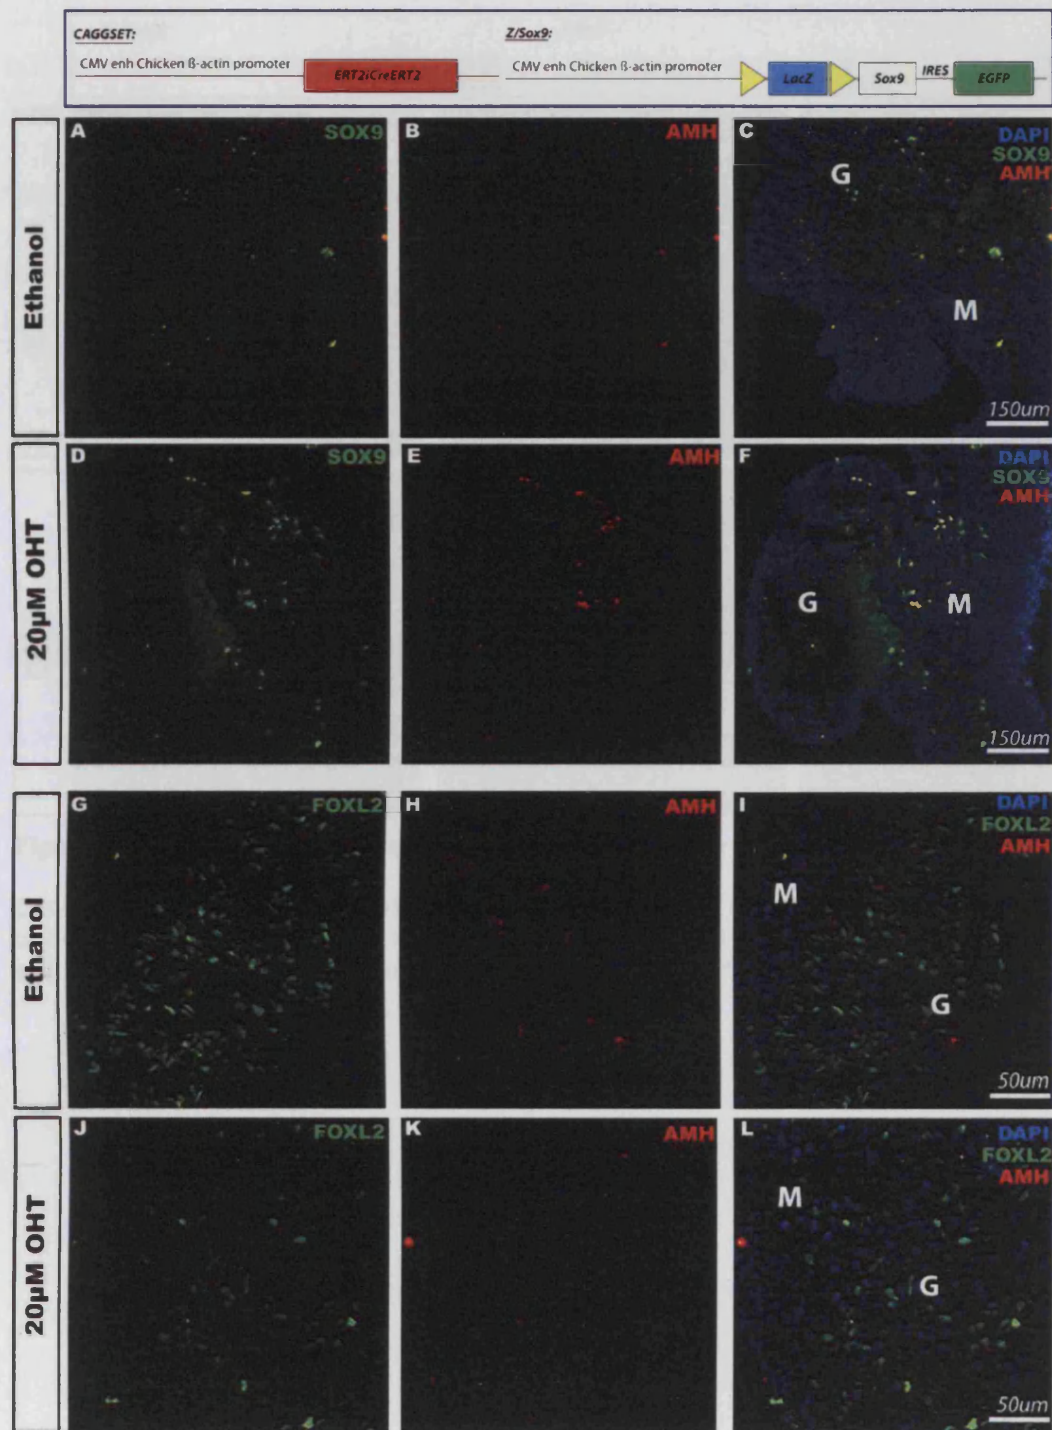 CAGGSET:
CMV enh Chicken ß-actin promoter
ERT2iCreERT2
Z/Sox9:
CMV enh Chicken ß-actin promoter
LacZ
Sox9
IRES
EGFP
Ethanol
A
SOX9
B
AMH
C
DAPI
SOX9
AMH
G
M
150um
20µM OHT
D
SOX9
E
AMH
F
DAPI
SOX9
AMH
G
M
150um
Ethanol
G
FOXL2
H
AMH
I
DAPI
FOXL2
AMH
M
G
50um
20µM OHT
J
FOXL2
K
AMH
L
DAPI
FOXL2
AMH
M
G
50um